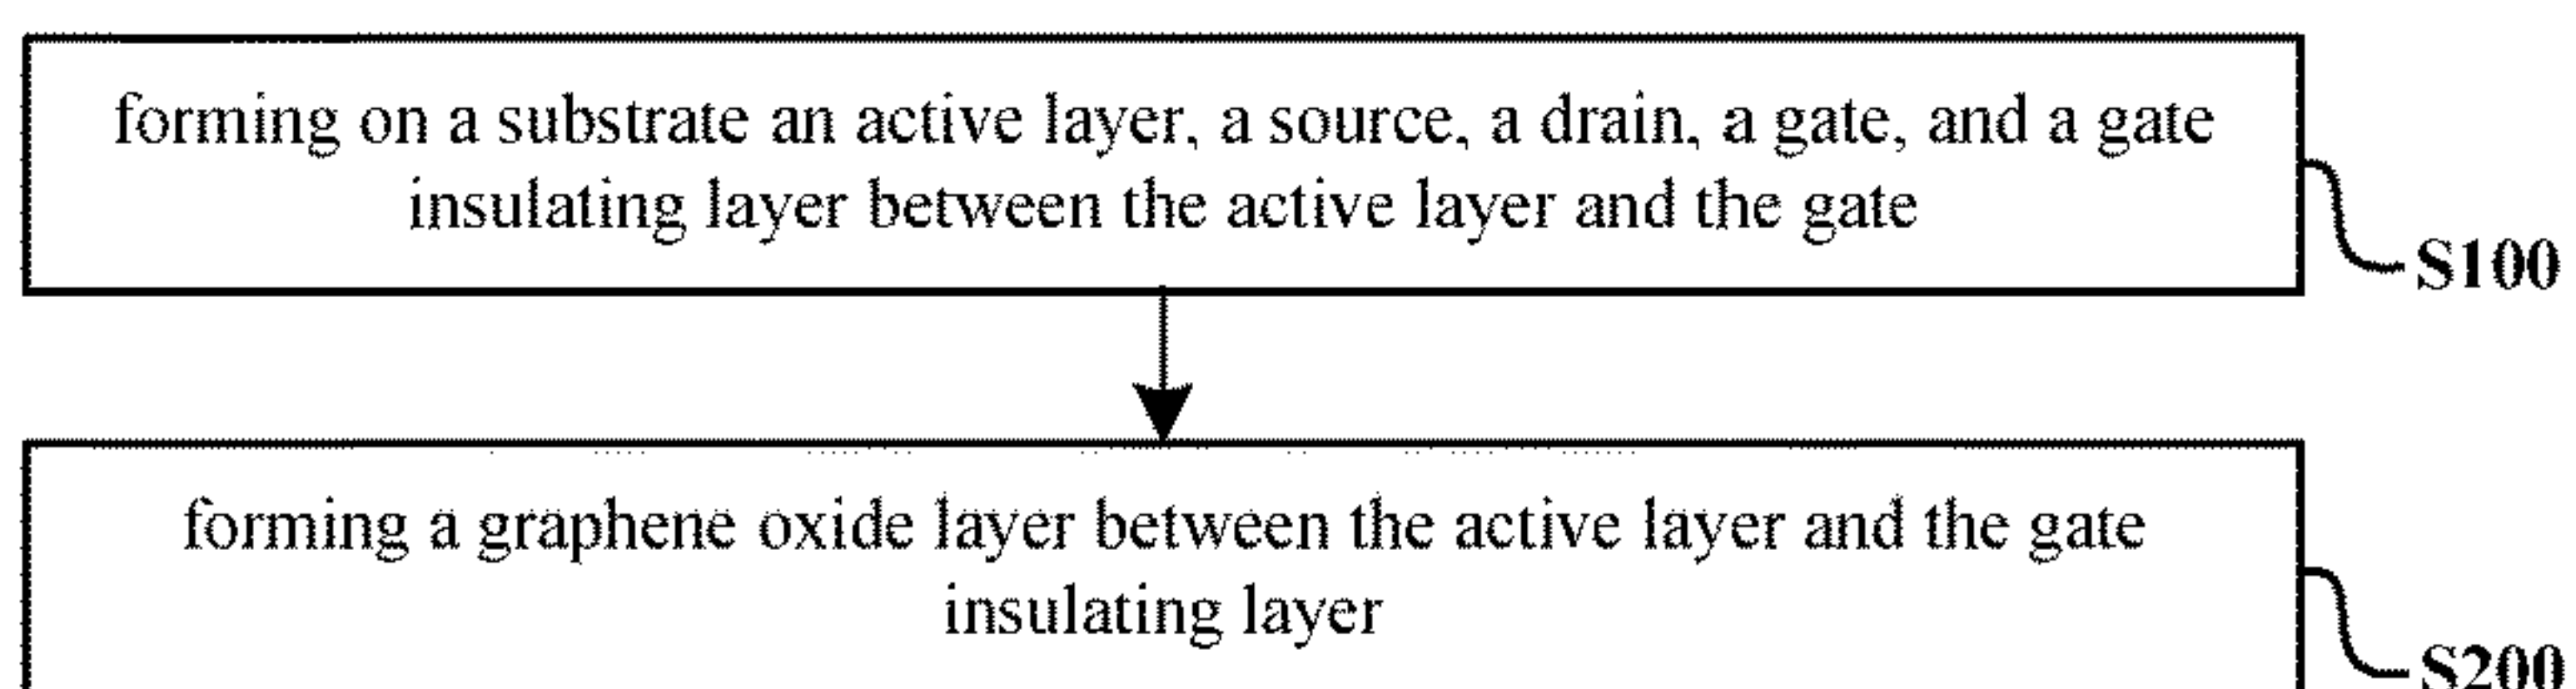 forming on a substrate an active layer, a source, a drain, a gate, and a gate
insulating layer between the active layer and the gate
S100
forming a graphene oxide layer between the active layer and the gate
insulating layer
S200